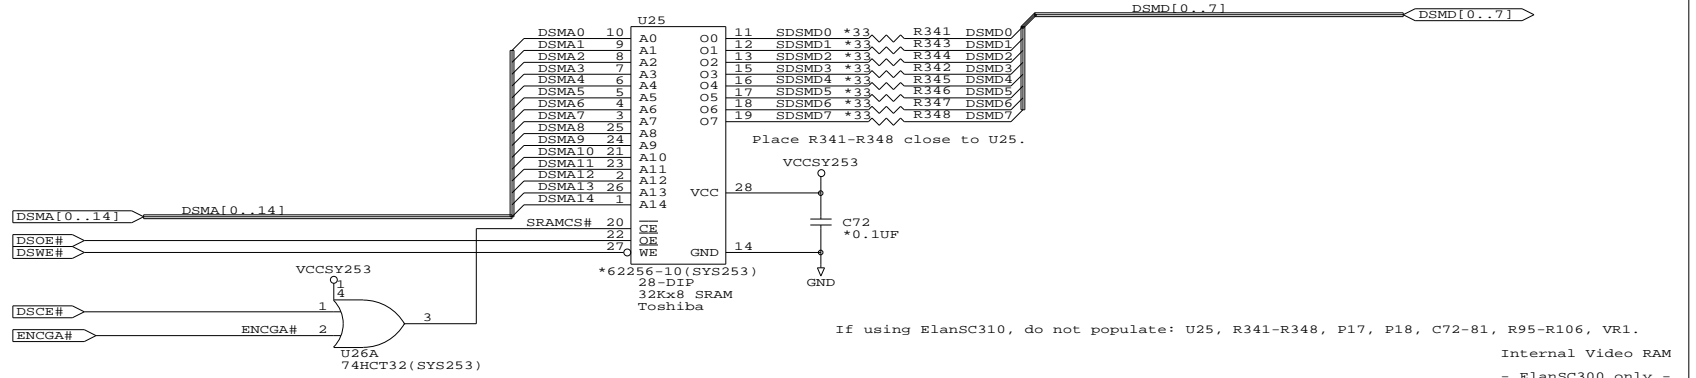 DSMD[0..7]
DSMD[0..7]
U25
DSMA0 10 A0 O0 11 SDSMD0 *33 R341 DSMD0
DSMA1 9 A1 O1 12 SDSMD1 *33 R343 DSMD1
DSMA2 8 A2 O2 13 SDSMD2 *33 R344 DSMD2
DSMA3 7 A3 O3 15 SDSMD3 *33 R342 DSMD3
DSMA4 6 A4 O4 16 SDSMD4 *33 R345 DSMD4
DSMA5 5 A5 O5 17 SDSMD5 *33 R346 DSMD5
DSMA6 4 A6 O6 18 SDSMD6 *33 R347 DSMD6
DSMA7 3 A7 O7 19 SDSMD7 *33 R348 DSMD7
DSMA8 25 A8
DSMA9 24 A9
DSMA10 21 A10
DSMA11 23 A11
DSMA12 2 A12
DSMA13 26 A13
DSMA14 1 A14
Place R341-R348 close to U25.
VCCSY253
VCC 28
DSMA[0..14]
DSMA[0..14]
SRAMCS# 20 CE
DSOE# 22 OE
DSWE# 27 WE
GND 14
C72
*0.1UF
GND
*62256-10(SYS253)
28-DIP
32Kx8 SRAM
Toshiba
VCCSY253
1
4
DSCE# 1
3
ENCGA# ENCGA# 2
U26A
74HCT32(SYS253)
If using ElanSC310, do not populate: U25, R341-R348, P17, P18, C72-81, R95-R106, VR1.
Internal Video RAM
- ElanSC300 only -